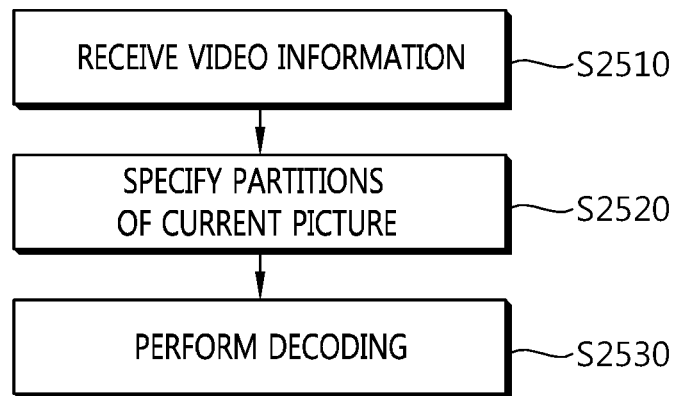 RECEIVE VIDEO INFORMATION
S2510
SPECIFY PARTITIONS
OF CURRENT PICTURE
S2520
PERFORM DECODING
S2530